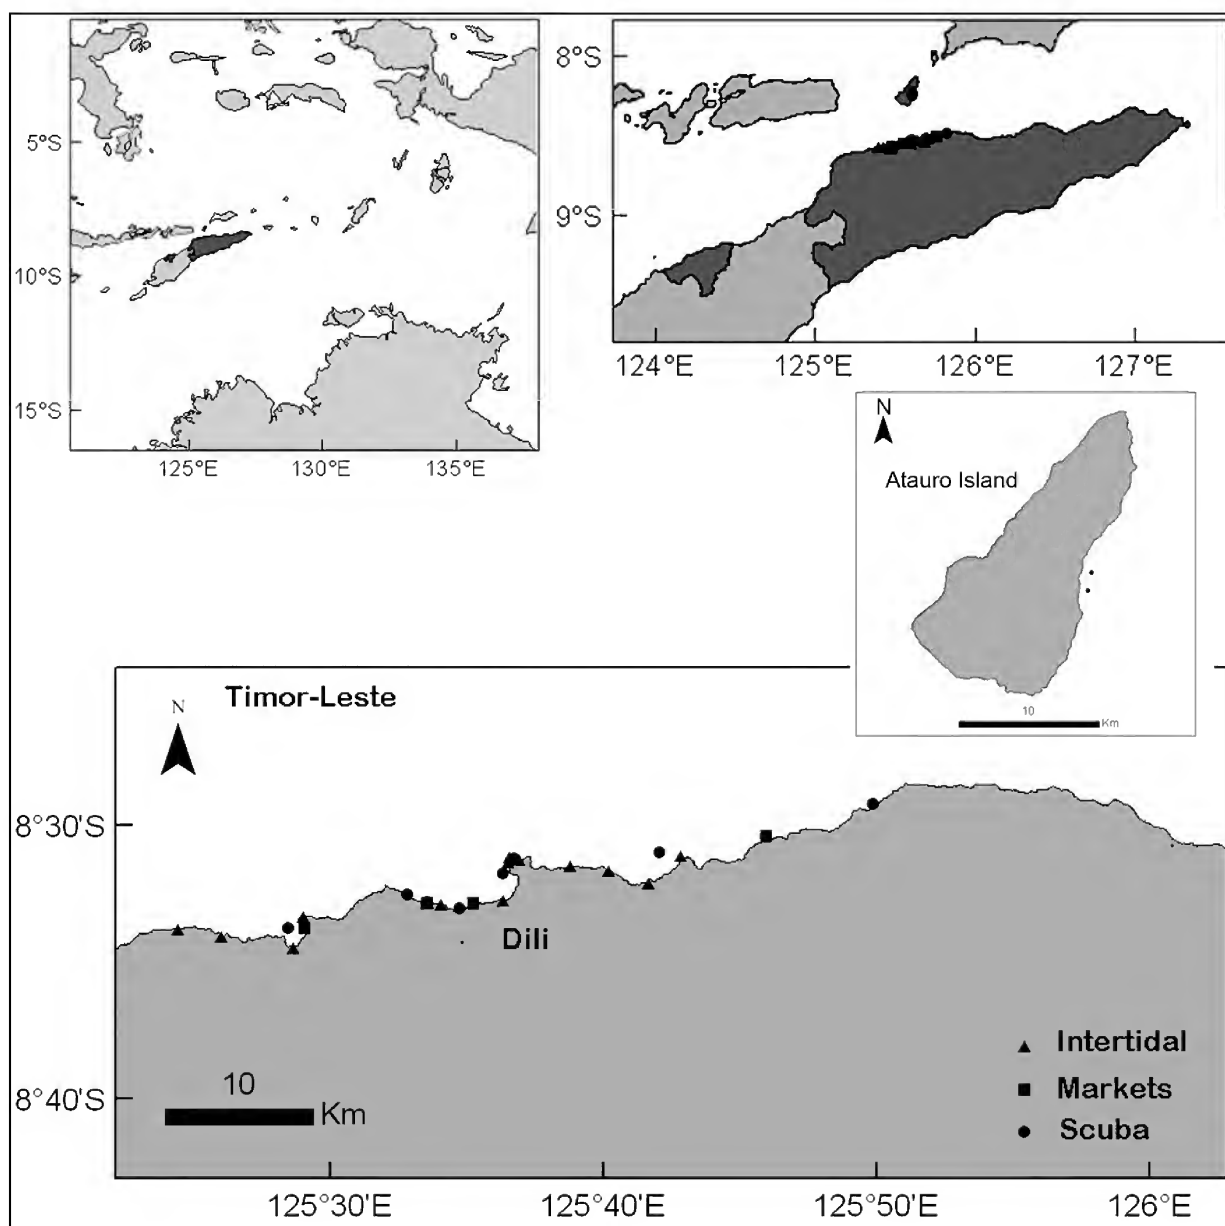 5°S
10°S
15°S
125°E
130°E
135°E
8°S
9°S
124°E
125°E
126°E
127°E
N
Atauro Island
10
Km
N
Timor-Leste
8°30'S
Dili
Intertidal
Markets
Scuba
10
Km
8°40'S
125°30'E
125°40'E
125°50'E
126°E